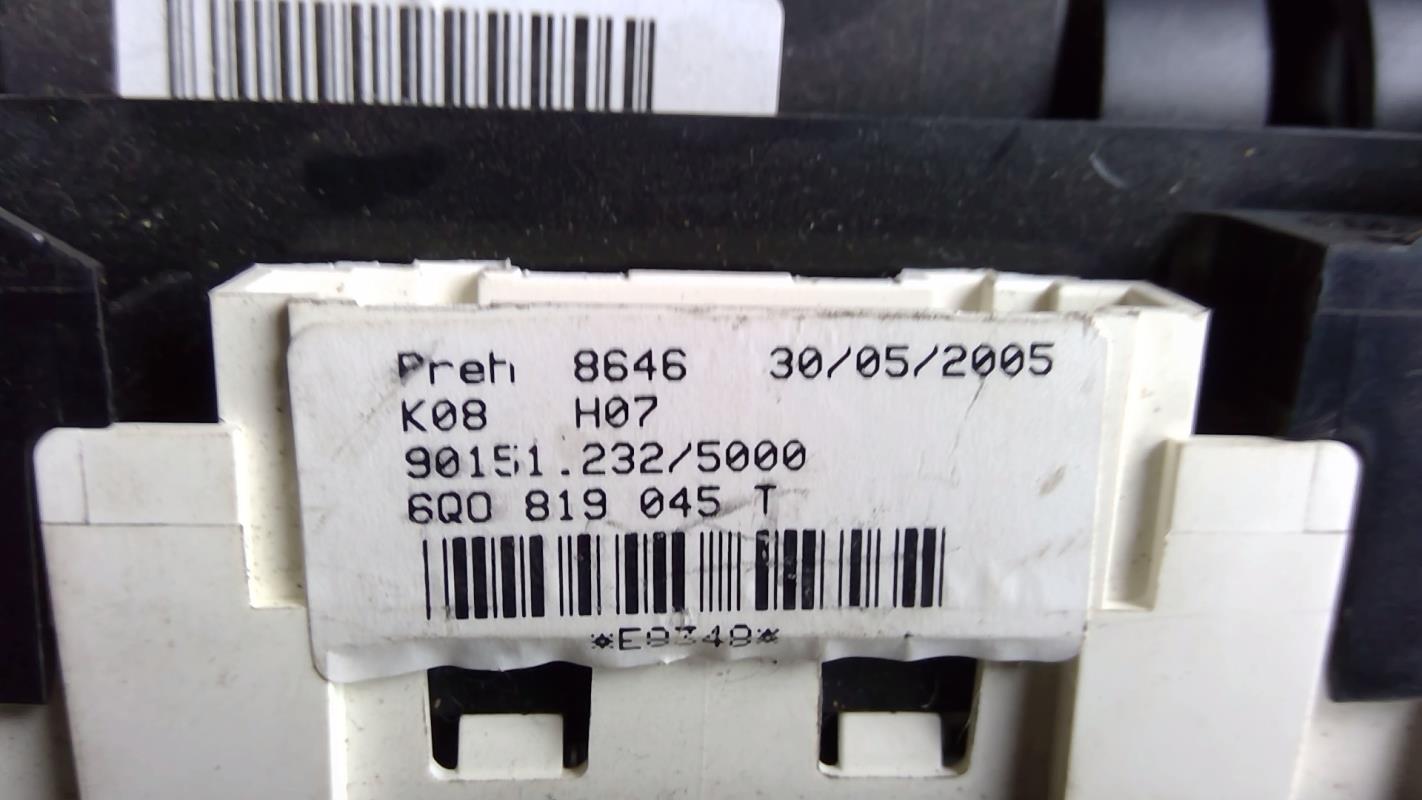 Preh 8646 30/05/2005
K08 H07
90151.232/5000
6Q0 819 045 T